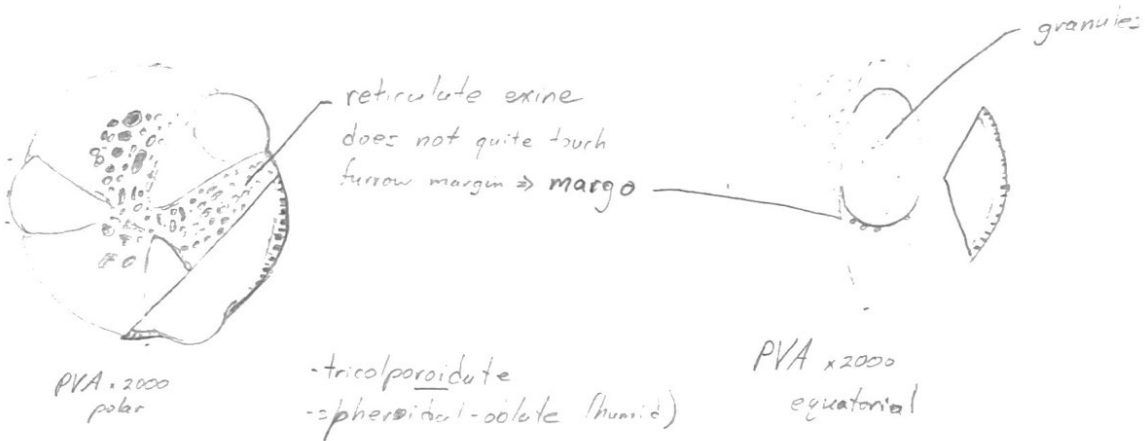 granules
reticulate exine
does not quite touch
furrow margin => margo
PVA x 2000
polar
-tricolporoidate
-spheroidal-oblate (humid)
PVA x2000
equatorial